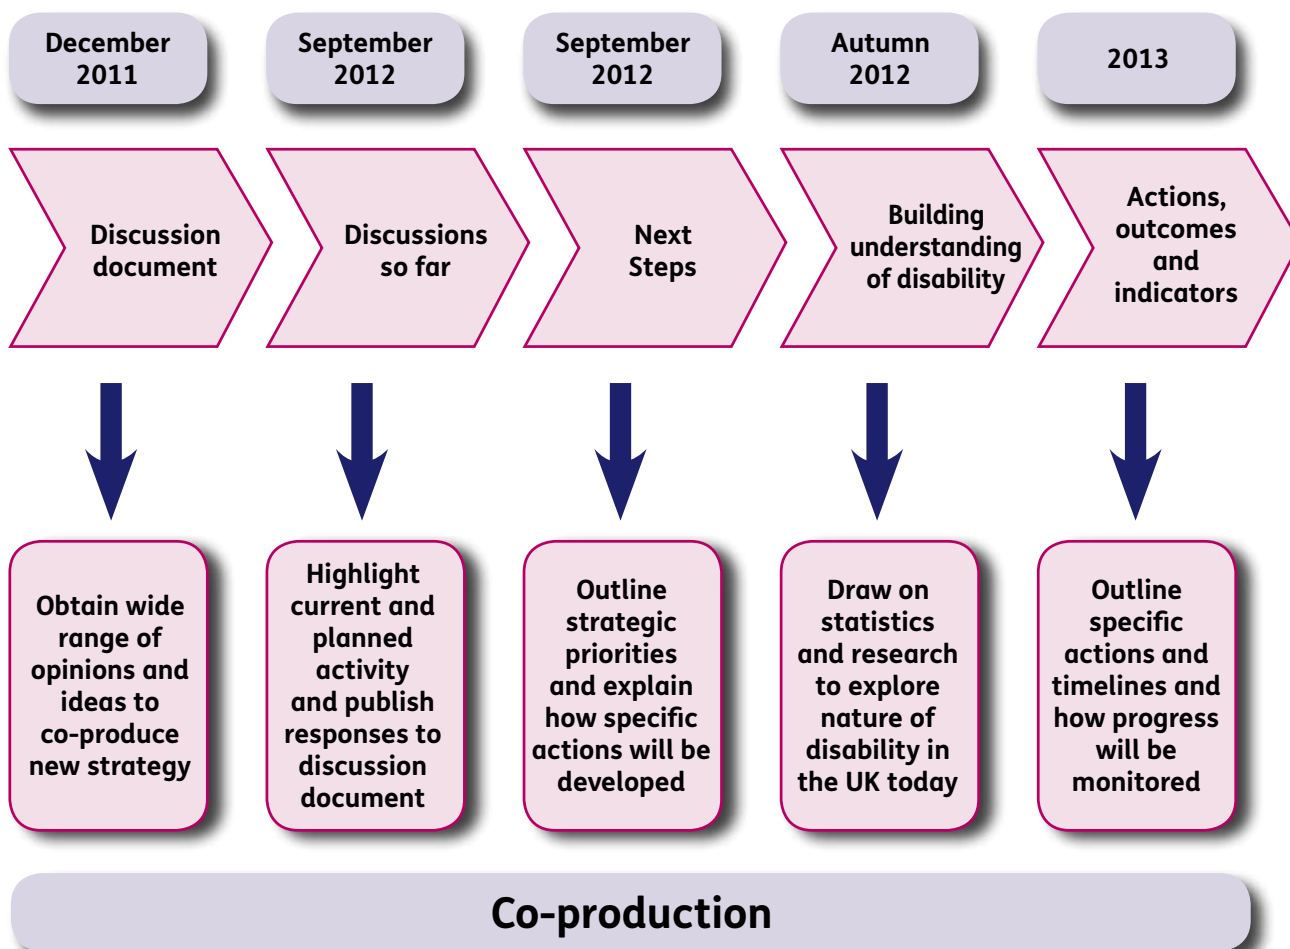 December
2011
September
2012
September
2012
Autumn
2012
2013
Discussion
document
Discussions
so far
Next
Steps
Building
understanding
of disability
Actions,
outcomes
and
indicators
Obtain wide
range of
opinions and
ideas to
co-produce
new strategy
Highlight
current and
planned
activity
and publish
responses to
discussion
document
Outline
strategic
priorities
and explain
how specific
actions will be
developed
Draw on
statistics
and research
to explore
nature of
disability in
the UK today
Outline
specific
actions and
timelines and
how progress
will be
monitored
Co-production